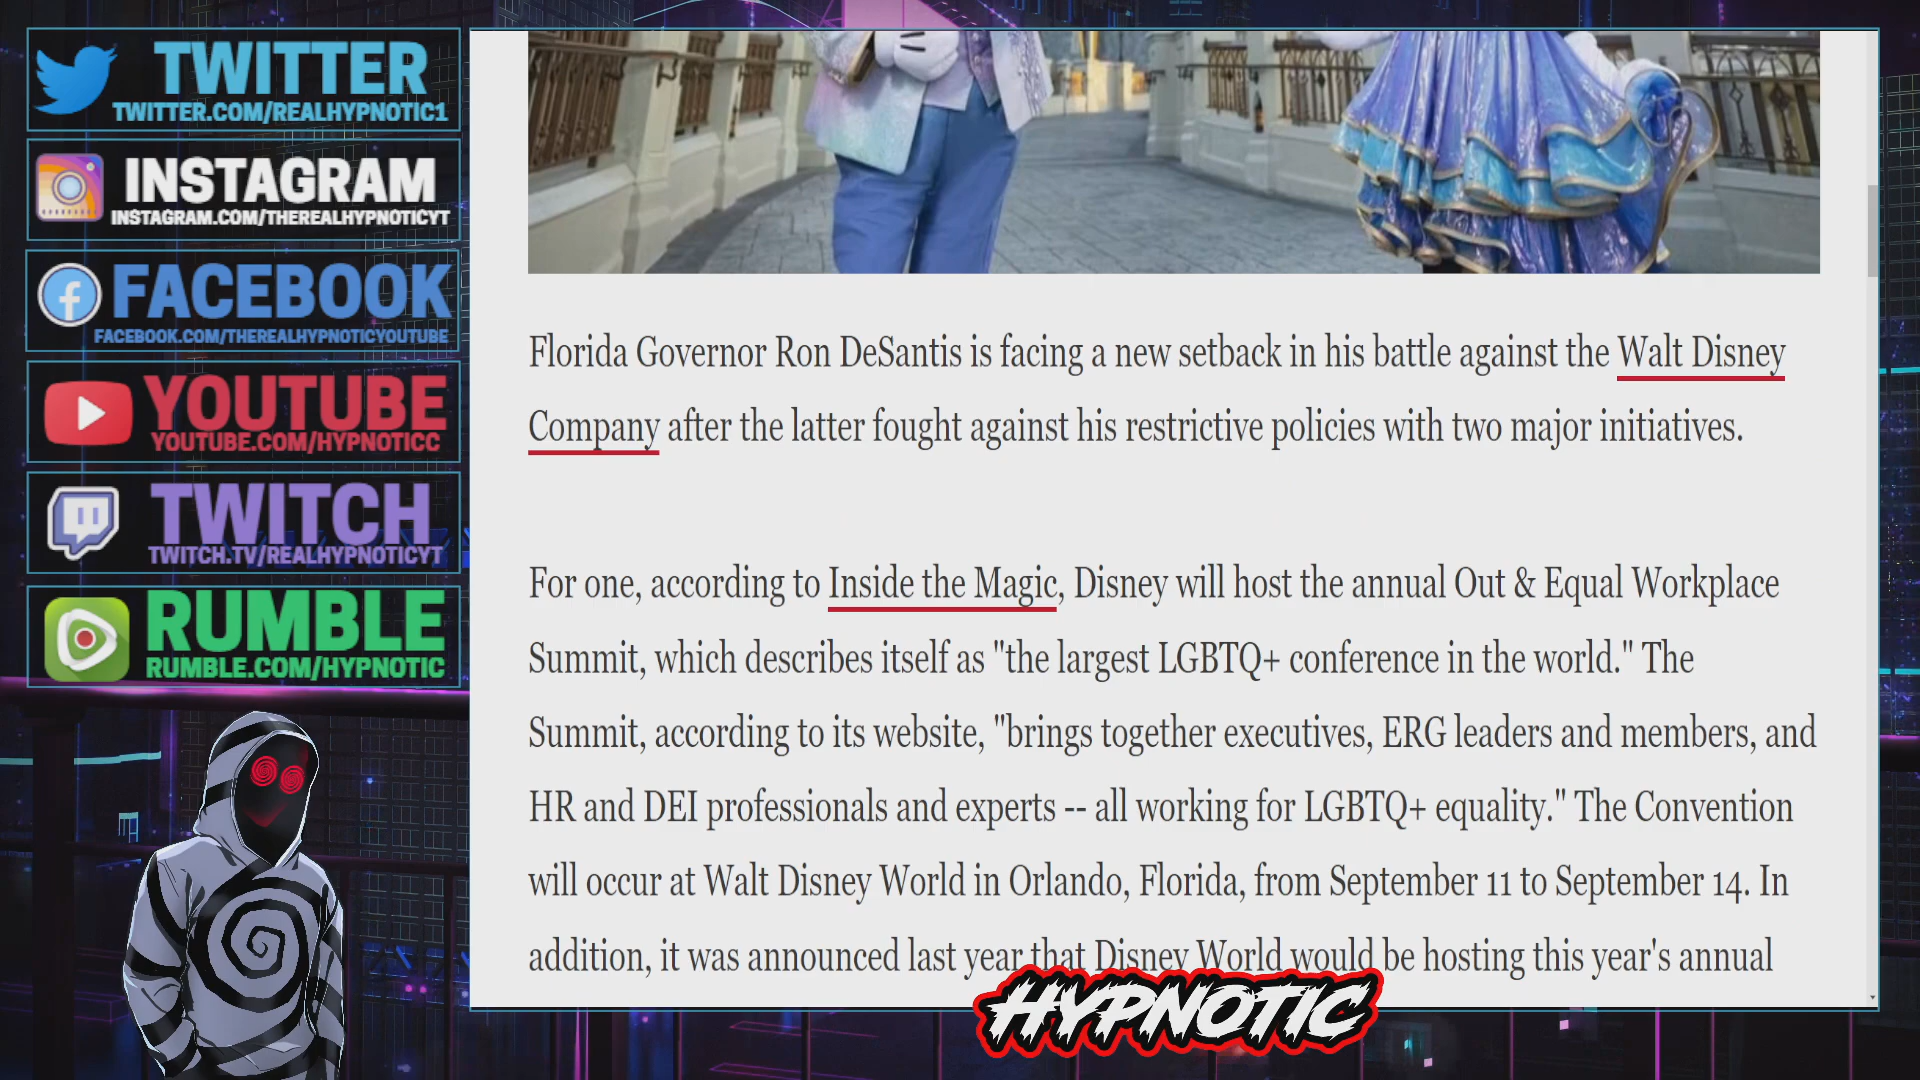 TWITTER
TWITTER.COM/REALHYPNOTIC1
INSTAGRAM
INSTAGRAM.COM/THEREALHYPNOTICYT
FACEBOOK
FACEBOOK.COM/THEREALHYPNOTICYOUTUBE
YOUTUBE
YOUTUBE.COM/HYPNOTICC
TWITCH
TWITCH.TV/REALHYPNOTICYT
RUMBLE
RUMBLE.COM/HYPNOTIC
Florida Governor Ron DeSantis is facing a new setback in his battle against the Walt Disney
Company after the latter fought against his restrictive policies with two major initiatives.
For one, according to Inside the Magic, Disney will host the annual Out & Equal Workplace
Summit, which describes itself as "the largest LGBTQ+ conference in the world." The
Summit, according to its website, "brings together executives, ERG leaders and members, and
HR and DEI professionals and experts -- all working for LGBTQ+ equality." The Convention
will occur at Walt Disney World in Orlando, Florida, from September 11 to September 14. In
addition, it was announced last year that Disney World would be hosting this year's annual
HYPNOTIC